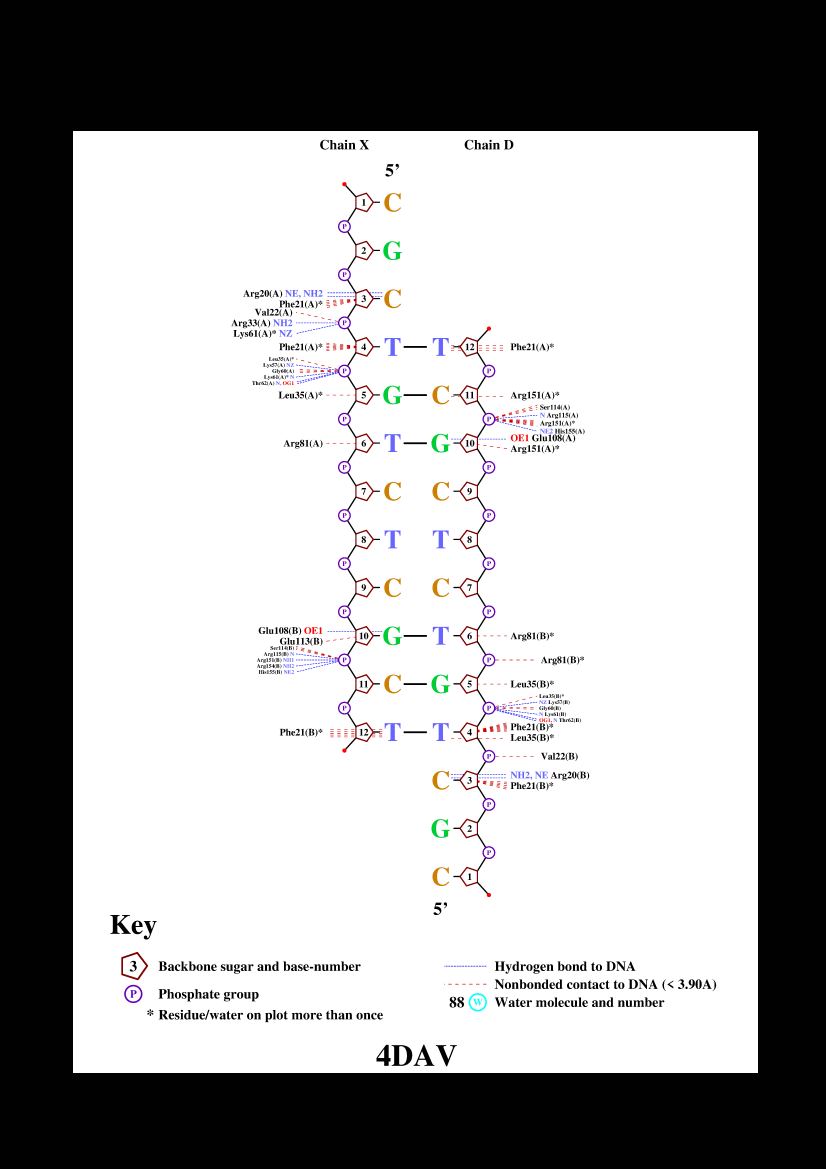 Chain X Chain D
5’
1 C
P
2 G
P
Arg20(A) NE, NH2 3 C
Phe21(A)*
Val22(A)
Arg33(A) NH2 P
Lys61(A)* NZ
Phe21(A)* 4 T T 12 Phe21(A)*
Leu35(A)*
Lys57(A) NZ
Gly60(A) P P
Lys61(A)* N
Thr62(A) N, OG1
Leu35(A)* 5 G C 11 Arg151(A)*
Ser114(A)
N Arg115(A)
P P Arg151(A)*
NE2 His155(A)
OE1 Glu108(A)
Arg81(A) 6 T G 10
Arg151(A)*
P P
7 C C 9
P P
8 T T 8
P P
9 C C 7
P P
Glu108(B) OE1 10 G T 6 Arg81(B)*
Glu113(B)
Ser114(B)
Arg115(B) N
Arg151(B) NH1 P P Arg81(B)*
Arg154(B) NH2
His155(B) NE2
11 C G 5 Leu35(B)*
Leu35(B)*
NZ Lys57(B)
P P Gly60(B)
N Lys61(B)
OG1, N Thr62(B)
Phe21(B)*
Phe21(B)* 12 T T 4
Leu35(B)*
P Val22(B)
C 3 NH2, NE Arg20(B)
Phe21(B)*
P
G 2
P
C 1
5’
Key
3 Backbone sugar and base-number Hydrogen bond to DNA
Nonbonded contact to DNA (< 3.90A)
P Phosphate group 88 W Water molecule and number
* Residue/water on plot more than once
4DAV